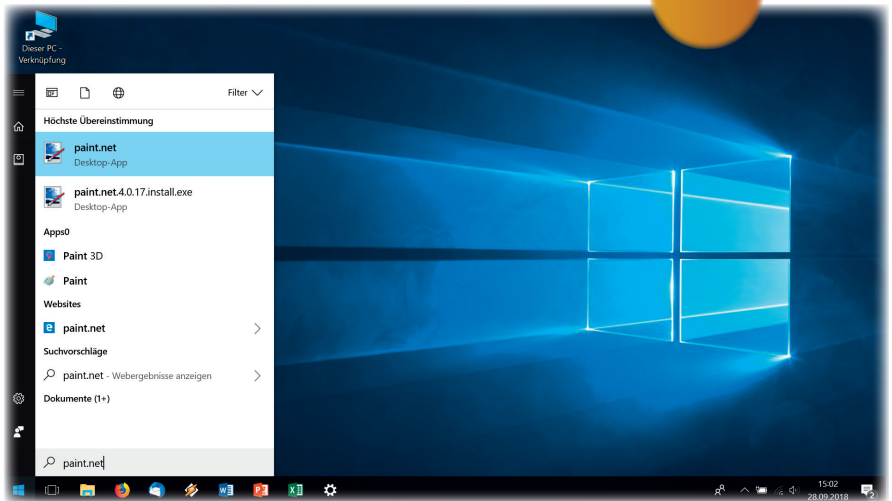 Dieser PC -
Verknüpfung
Filter
Höchste Übereinstimmung
paint.net
Desktop-App
paint.net.4.0.17.install.exe
Desktop-App
Apps0
Paint 3D
Paint
Websites
paint.net
Suchvorschläge
paint.net - Webergebnisse anzeigen
Dokumente (1+)
paint.net
15:02
28.09.2018
2